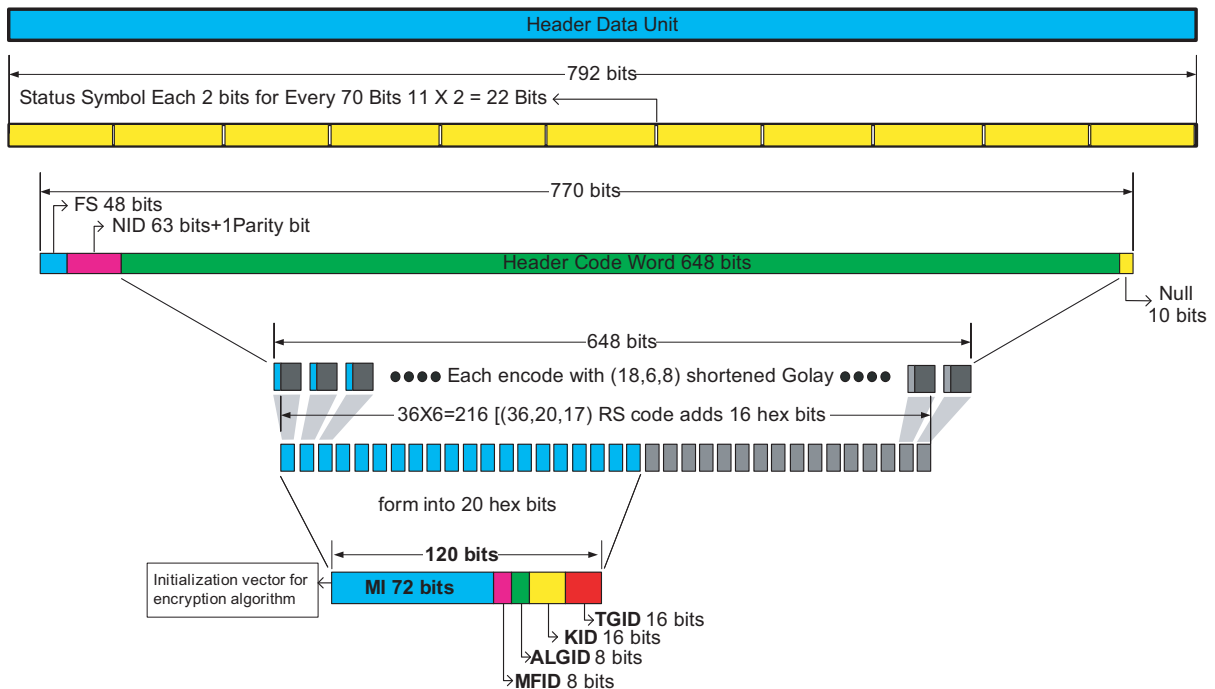 Header Data Unit
792 bits
Status Symbol Each 2 bits for Every 70 Bits 11 X 2 = 22 Bits
770 bits
FS 48 bits
NID 63 bits+1Parity bit
Header Code Word 648 bits
Null
10 bits
648 bits
Each encode with (18,6,8) shortened Golay
36X6=216 [(36,20,17) RS code adds 16 hex bits
form into 20 hex bits
120 bits
Initialization vector for
encryption algorithm
MI 72 bits
TGID 16 bits
KID 16 bits
ALGID 8 bits
MFID 8 bits